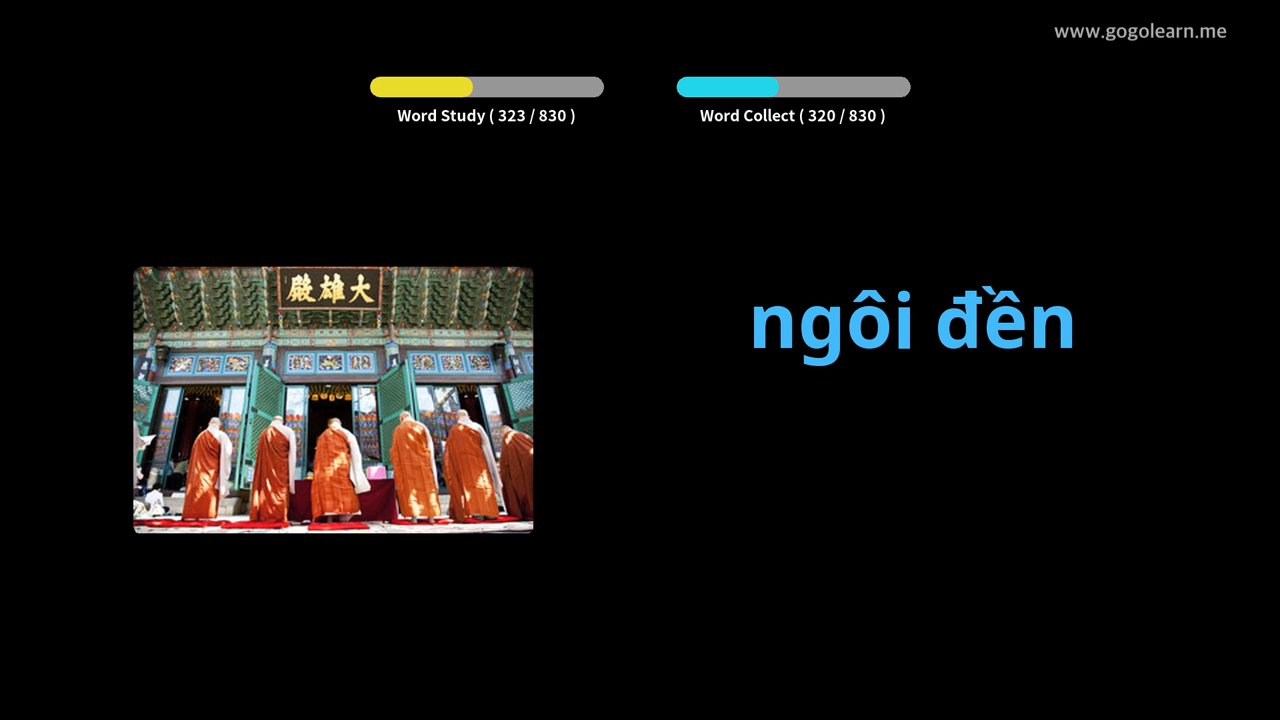 www.gogolearn.me
Word Study ( 323 / 830 )
Word Collect ( 320 / 830 )
殿雄大
ngôi đền